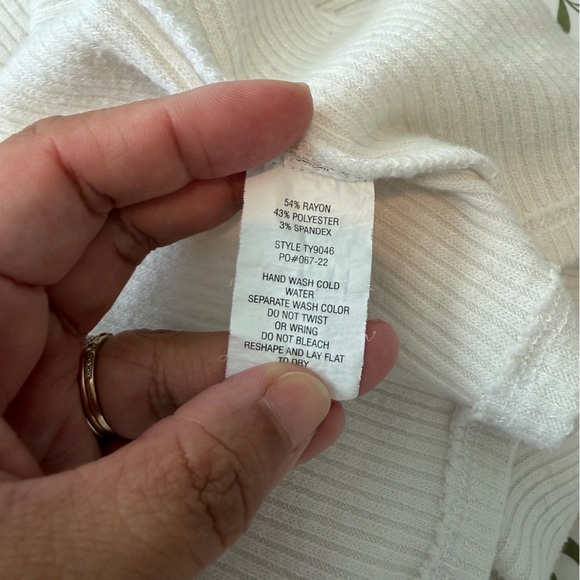 54% RAYON
43% POLYESTER
3% SPANDEX
STYLE TY9046
PO#067-22
HAND WASH COLD
WATER
SEPARATE WASH COLOR
DO NOT TWIST
OR WRING
DO NOT BLEACH
RESHAPE AND LAY FLAT
TO DRY